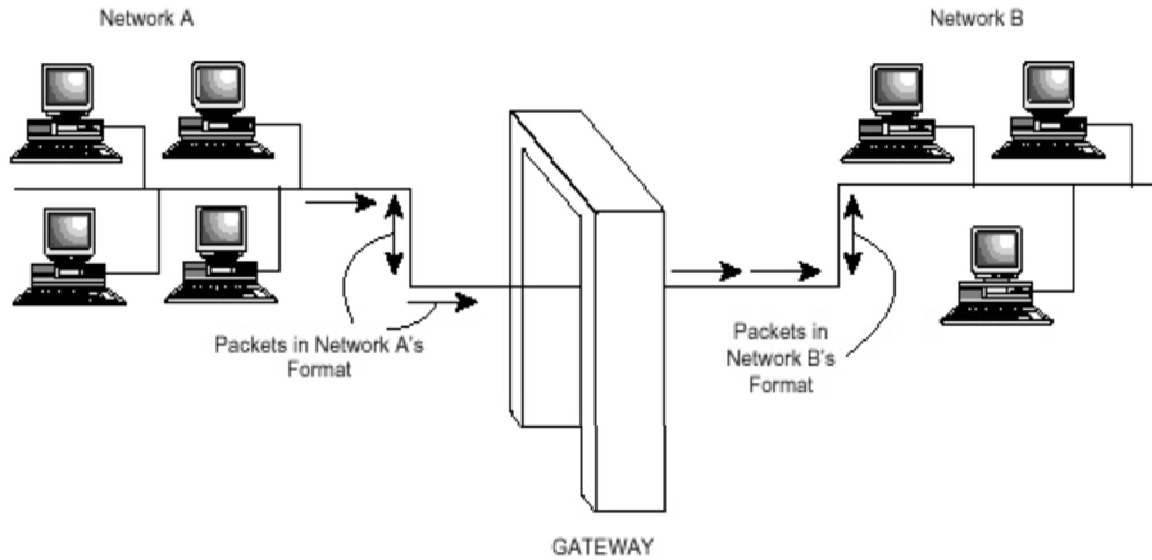 Network A
Network B
Packets in Network A's
Format
Packets in
Network B's
Format
GATEWAY